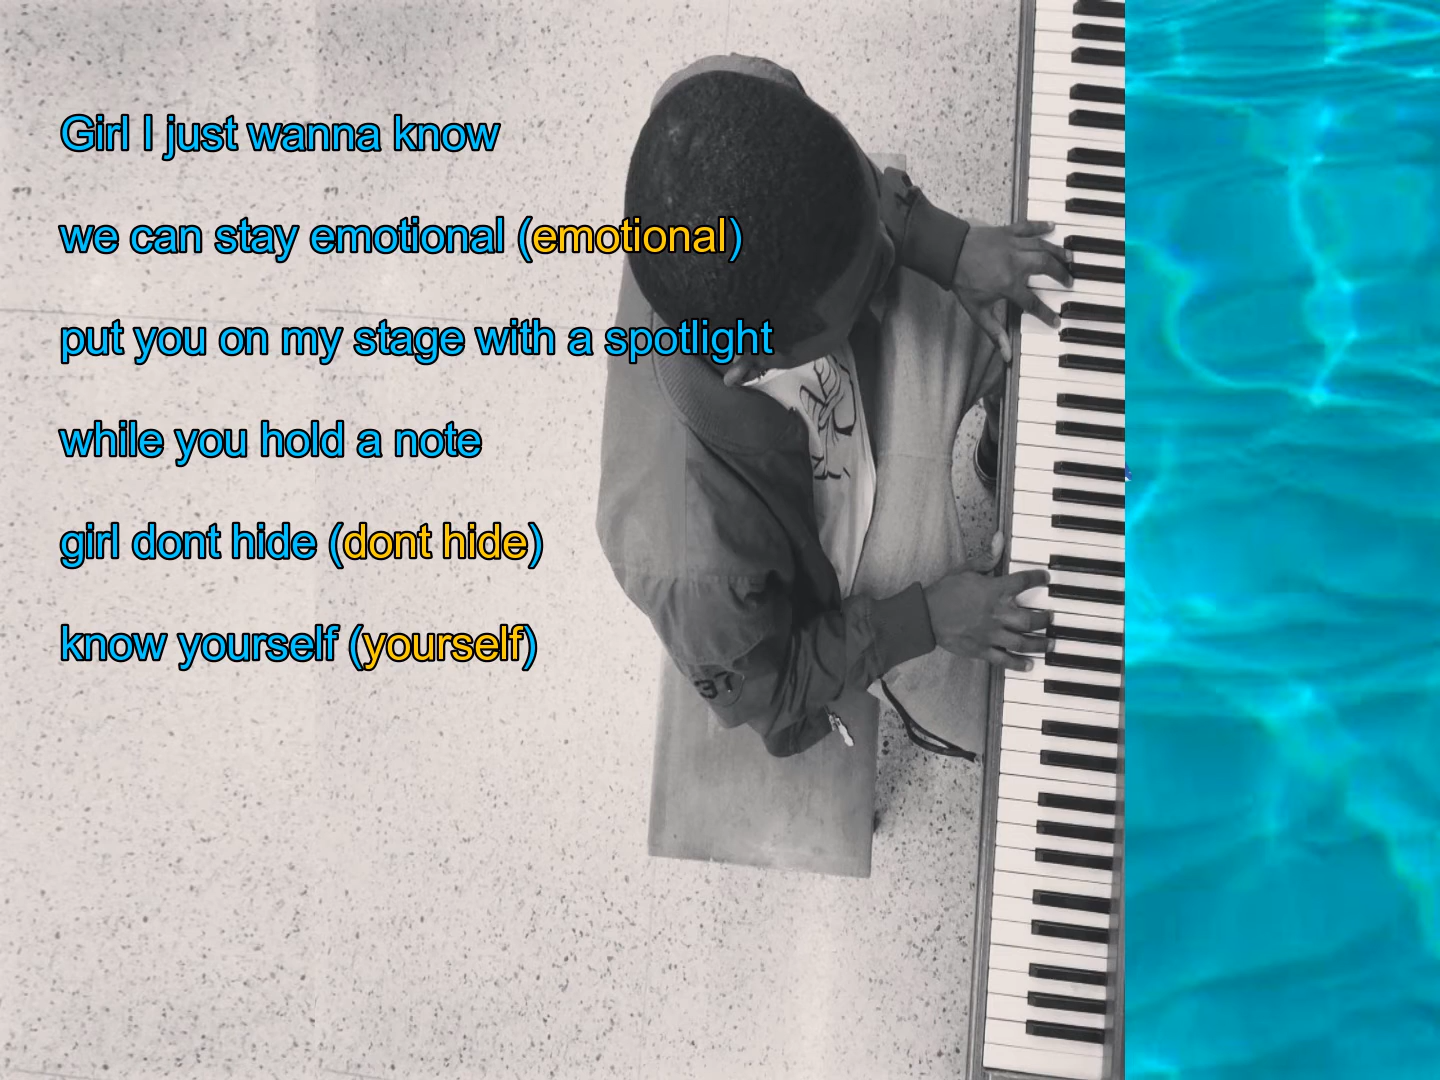 Girl I just wanna know
we can stay emotional (emotional)
put you on my stage with a spotlight
while you hold a note
girl dont hide (dont hide)
know yourself (yourself)
37